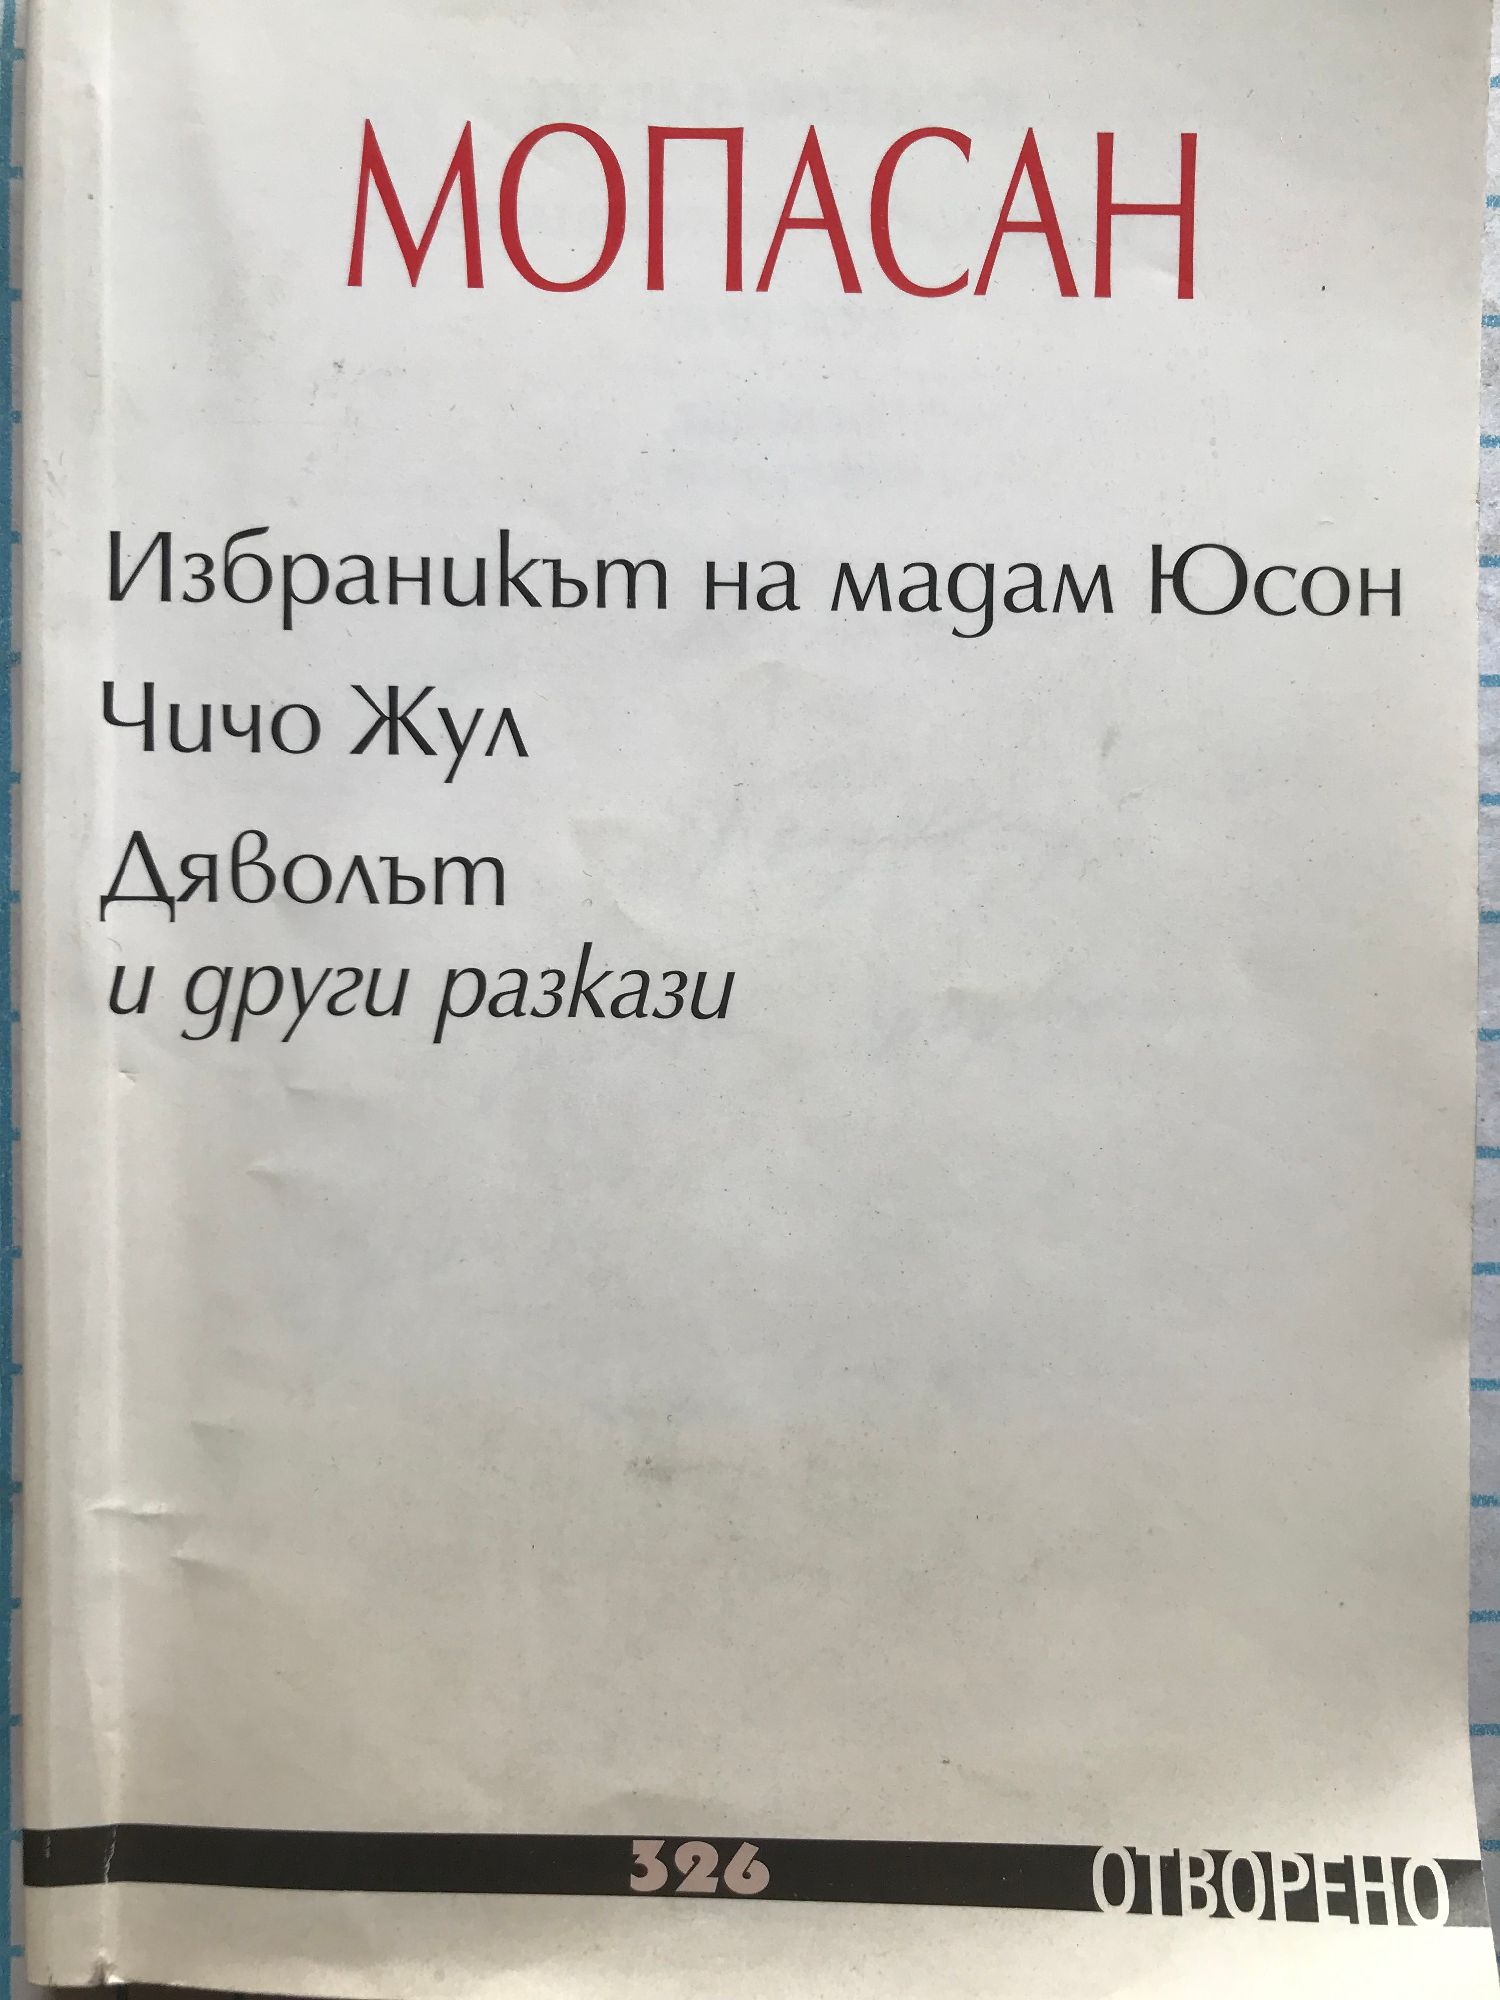 МОПАСАН
Избраникът на мадам Юсон
Чичо Жул
Дяволът
и други разкази
326
ОТВОРЕНО